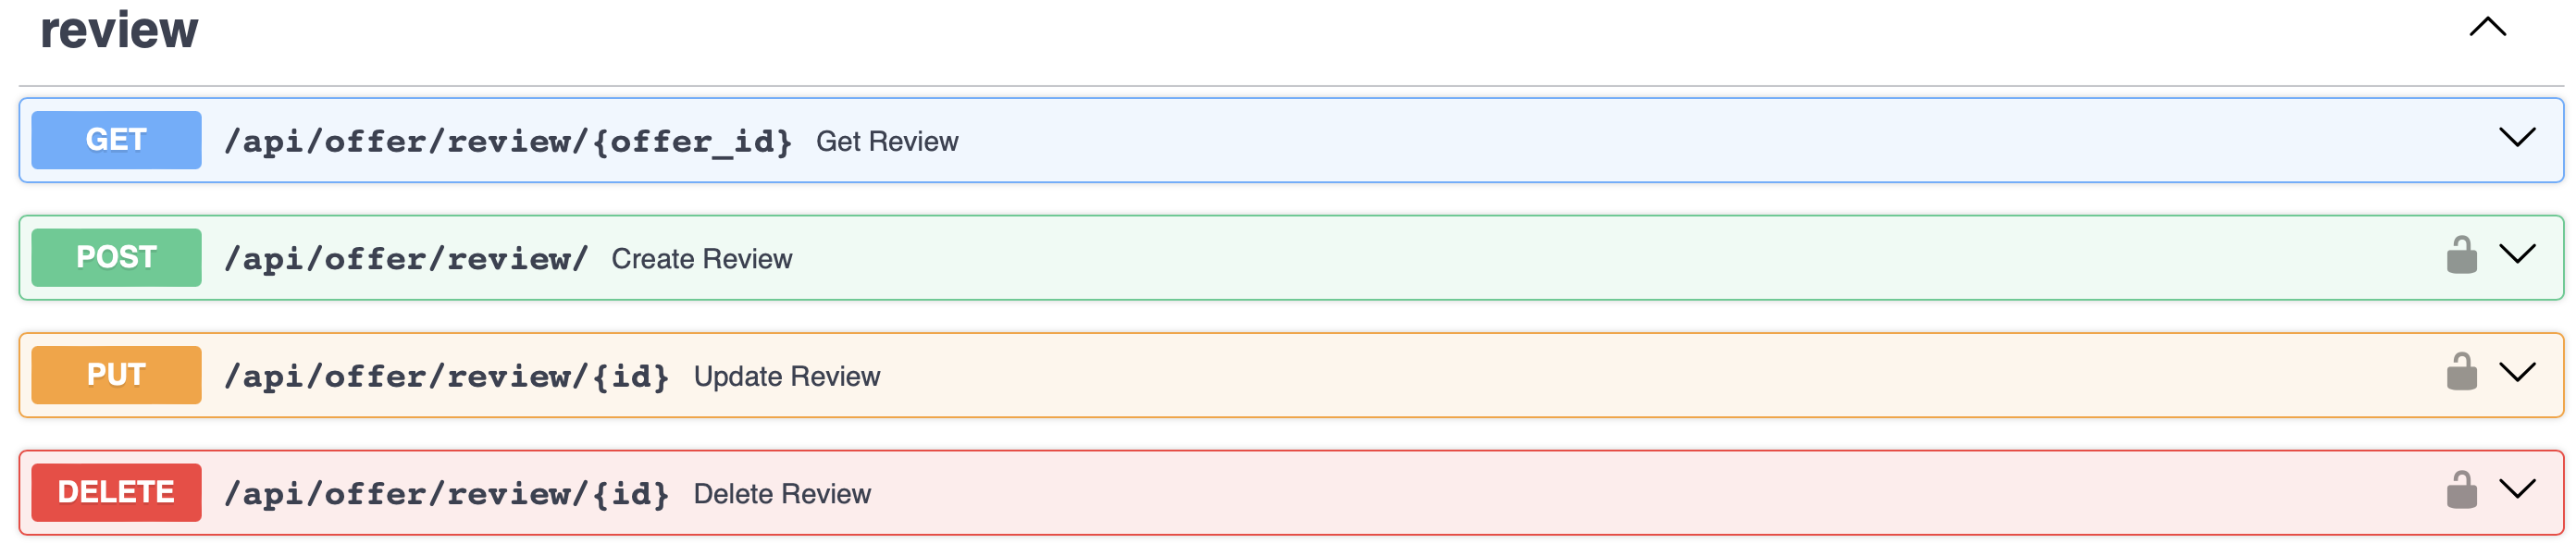 review
GET /api/offer/review/{offer_id} Get Review
POST /api/offer/review/ Create Review
PUT /api/offer/review/{id} Update Review
DELETE /api/offer/review/{id} Delete Review